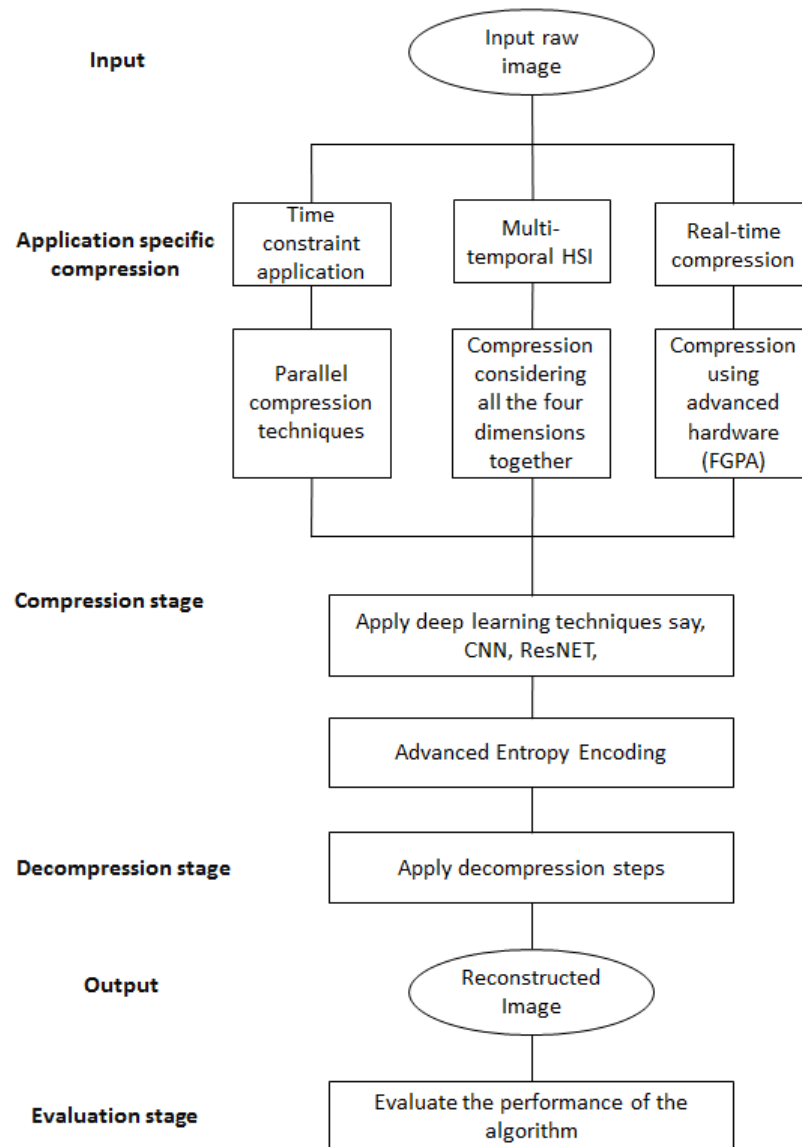 Input
Input raw
image
Application specific
compression
Time
constraint
application
Multi-
temporal HSI
Real-time
compression
Parallel
compression
techniques
Compression
considering
all the four
dimensions
together
Compression
using
advanced
hardware
(FGPA)
Compression stage
Apply deep learning techniques say,
CNN, ResNET,
Advanced Entropy Encoding
Decompression stage
Apply decompression steps
Output
Reconstructed
Image
Evaluation stage
Evaluate the performance of the
algorithm